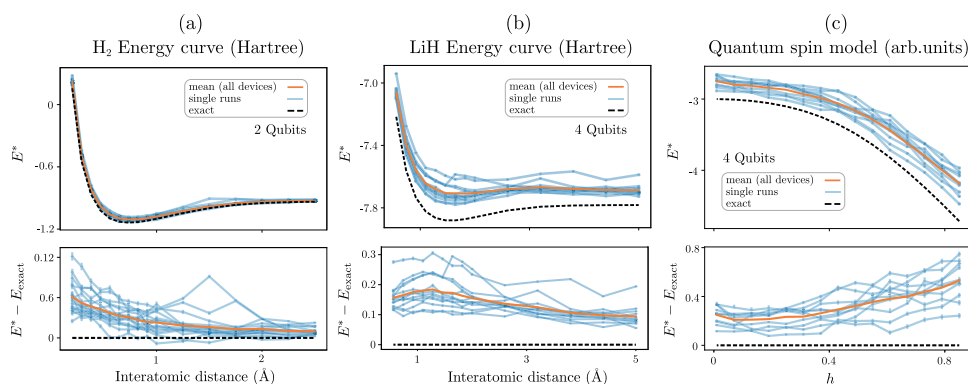 (a)
H₂ Energy curve (Hartree)
E*
0
-0.6
-1.2
mean (all devices)
single runs
exact
2 Qubits
E* − E_exact
0.12
0.6
0
1
2
Interatomic distance (Å)
(b)
LiH Energy curve (Hartree)
E*
-7.0
-7.4
-7.8
mean (all devices)
single runs
exact
4 Qubits
E* − E_exact
0.3
0.2
0.1
0
1
3
5
Interatomic distance (Å)
(c)
Quantum spin model (arb.units)
E*
-3
-4
4 Qubits
mean (all devices)
single runs
exact
E* − E_exact
0.8
0.4
0
0
0.4
0.8
h